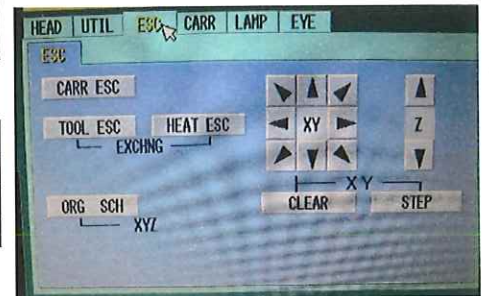 HEAD UTIL ESC CARR LAMP EYE
ESC
CARR ESC
TOOL ESC HEAT ESC
EXCHNG
XY Z
X Y
CLEAR STEP
ORG SCH
XYZ